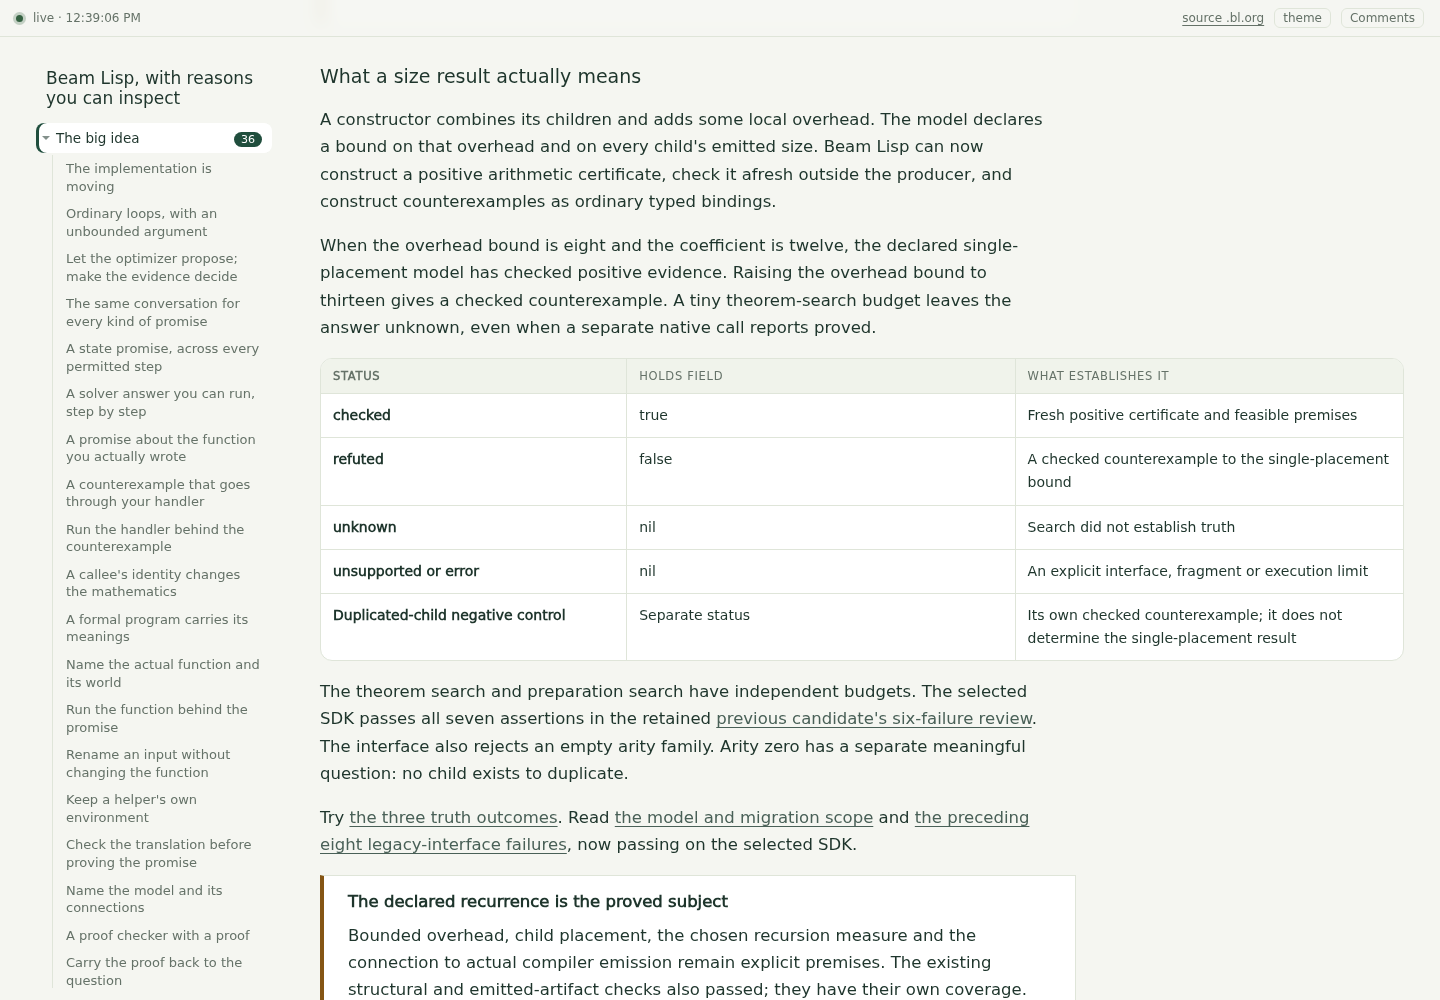 live · 12:39:06 PM
source .bl.org
theme
Comments
Beam Lisp, with reasons
you can inspect
The big idea
36
The implementation is
moving
Ordinary loops, with an
unbounded argument
Let the optimizer propose;
make the evidence decide
The same conversation for
every kind of promise
A state promise, across every
permitted step
A solver answer you can run,
step by step
A promise about the function
you actually wrote
A counterexample that goes
through your handler
Run the handler behind the
counterexample
A callee's identity changes
the mathematics
A formal program carries its
meanings
Name the actual function and
its world
Run the function behind the
promise
Rename an input without
changing the function
Keep a helper's own
environment
Check the translation before
proving the promise
Name the model and its
connections
A proof checker with a proof
Carry the proof back to the
question
What a size result actually means
A constructor combines its children and adds some local overhead. The model declares
a bound on that overhead and on every child's emitted size. Beam Lisp can now
construct a positive arithmetic certificate, check it afresh outside the producer, and
construct counterexamples as ordinary typed bindings.
When the overhead bound is eight and the coefficient is twelve, the declared single-
placement model has checked positive evidence. Raising the overhead bound to
thirteen gives a checked counterexample. A tiny theorem-search budget leaves the
answer unknown, even when a separate native call reports proved.
STATUS
HOLDS FIELD
WHAT ESTABLISHES IT
checked
true
Fresh positive certificate and feasible premises
refuted
false
A checked counterexample to the single-placement
bound
unknown
nil
Search did not establish truth
unsupported or error
nil
An explicit interface, fragment or execution limit
Duplicated-child negative control
Separate status
Its own checked counterexample; it does not
determine the single-placement result
The theorem search and preparation search have independent budgets. The selected
SDK passes all seven assertions in the retained previous candidate's six-failure review.
The interface also rejects an empty arity family. Arity zero has a separate meaningful
question: no child exists to duplicate.
Try the three truth outcomes. Read the model and migration scope and the preceding
eight legacy-interface failures, now passing on the selected SDK.
The declared recurrence is the proved subject
Bounded overhead, child placement, the chosen recursion measure and the
connection to actual compiler emission remain explicit premises. The existing
structural and emitted-artifact checks also passed; they have their own coverage.